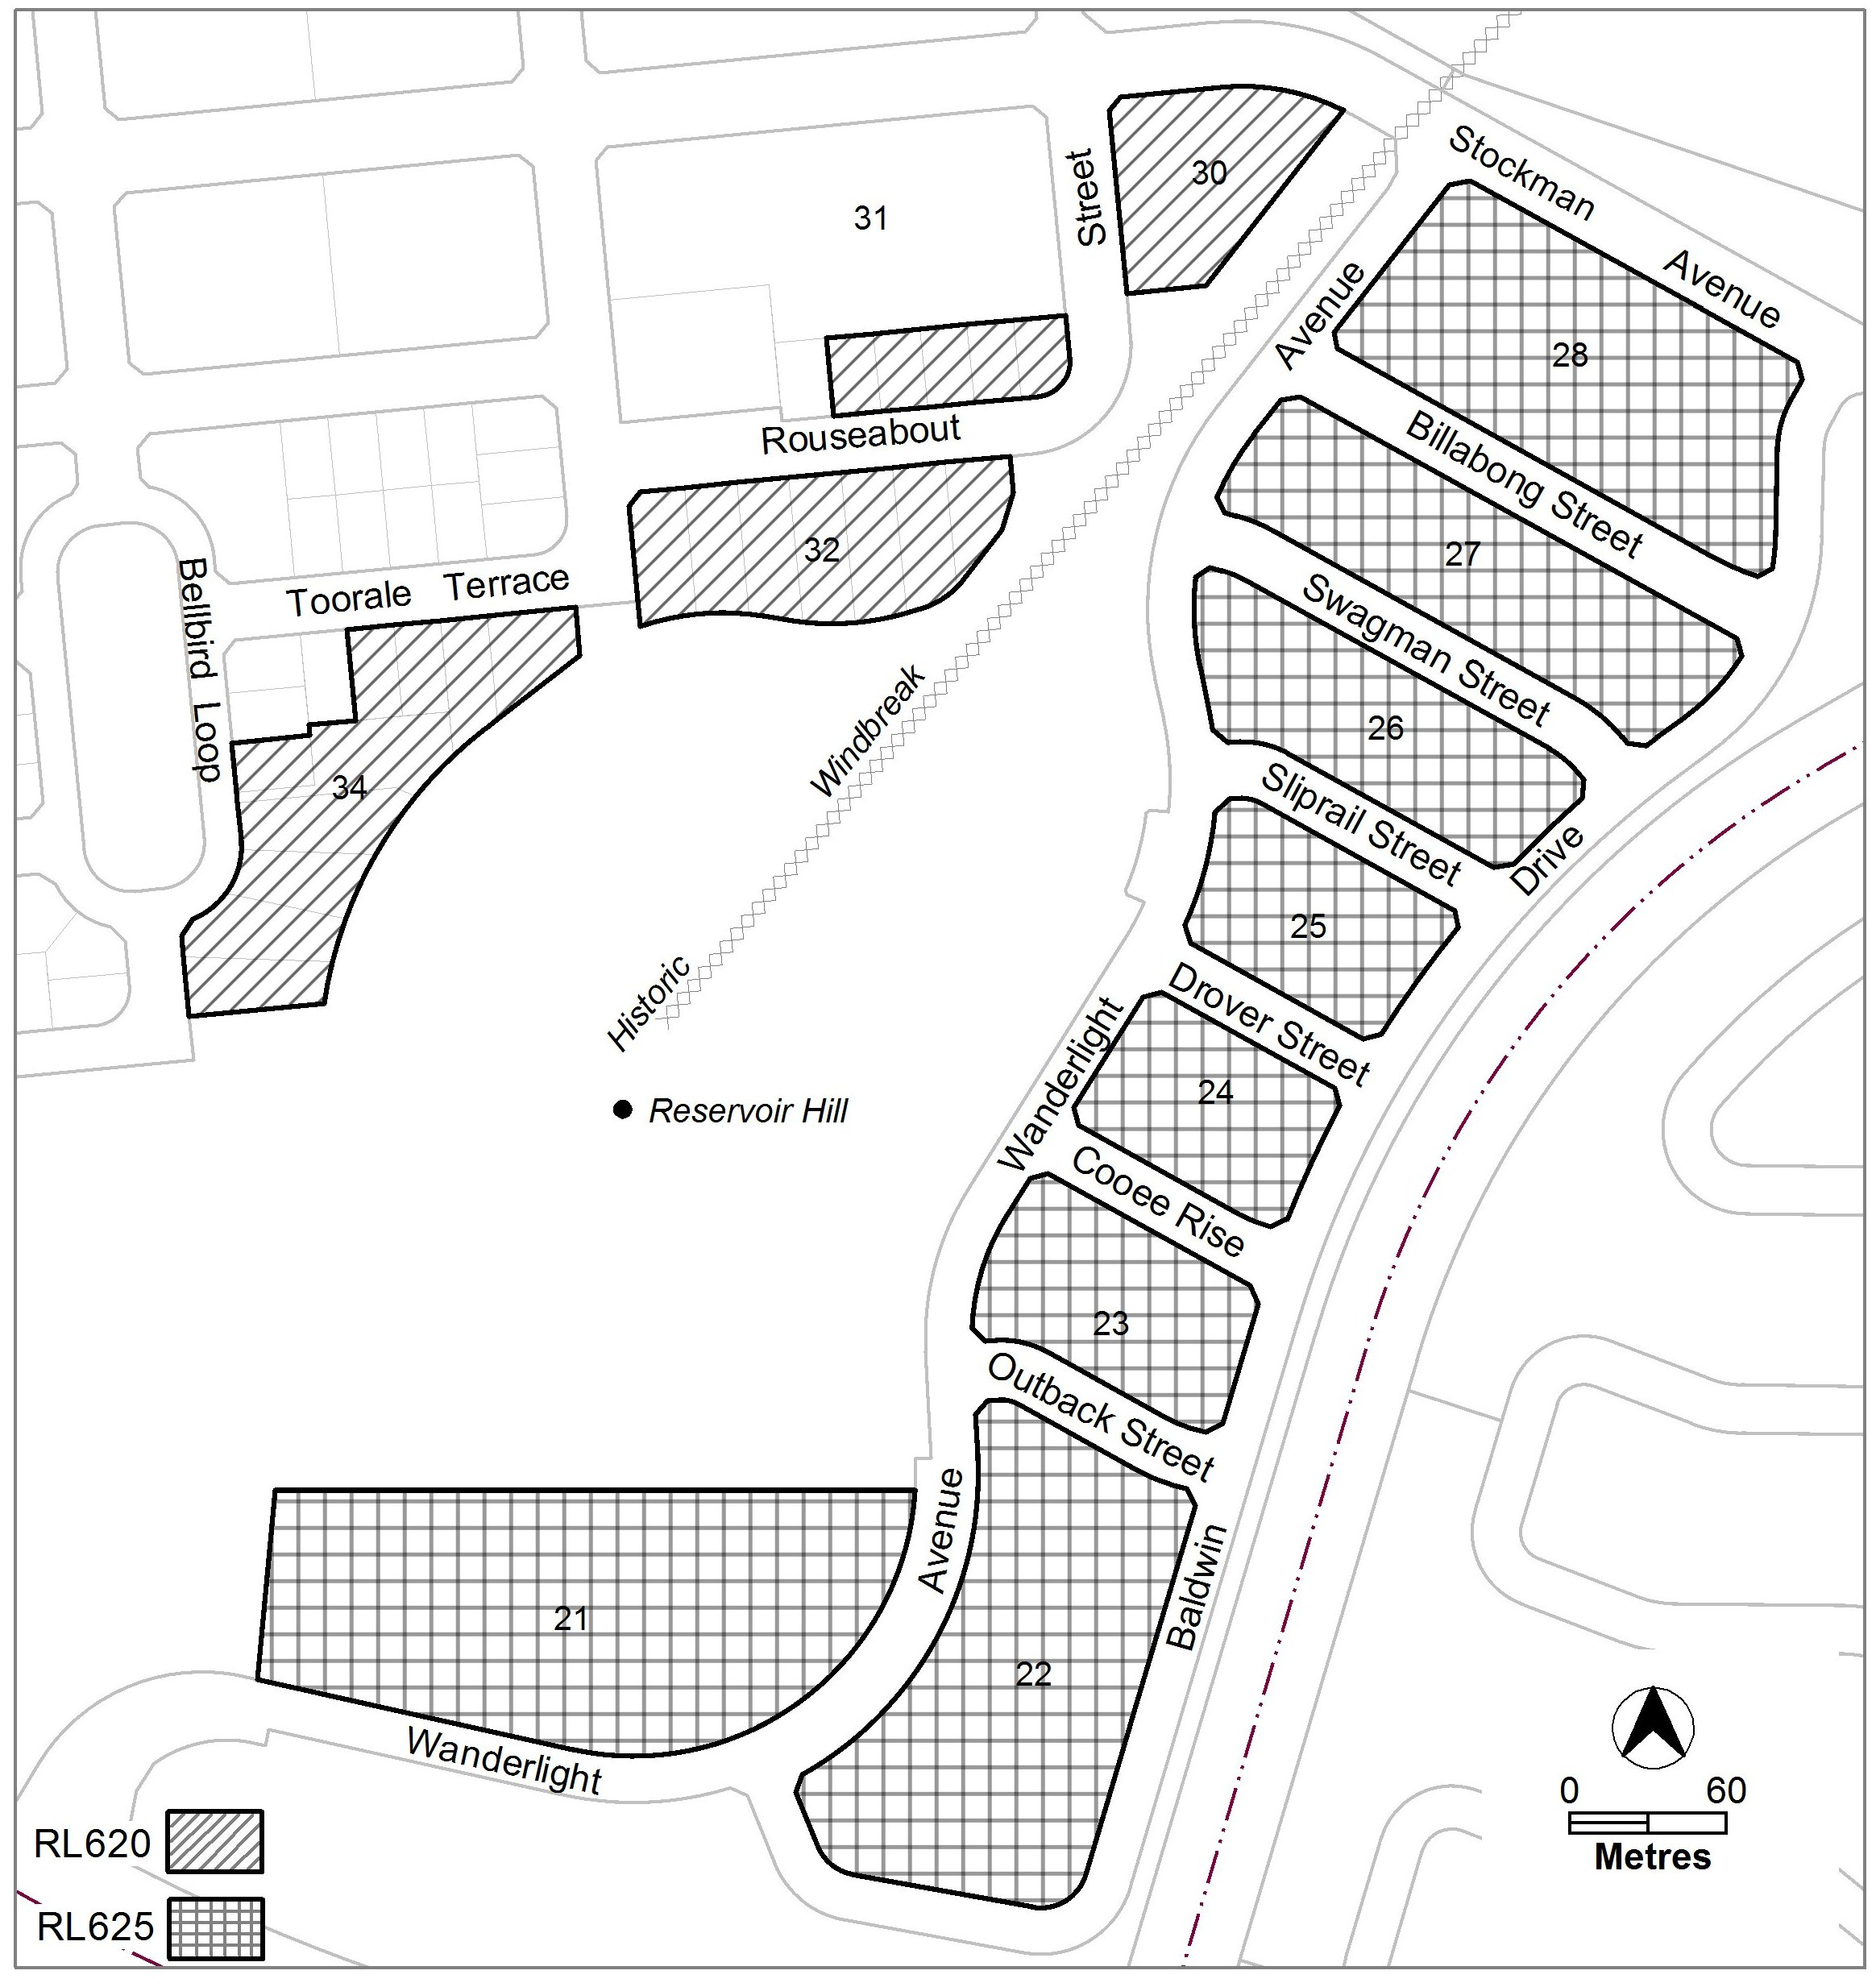 Stockman
30
Street
31
Avenue
Avenue
28
Billabong Street
Rouseabout
27
32
Swagman Street
Toorale Terrace
Bellbird Loop
26
Windbreak
34
Sliprail Street
Drive
25
Historic
Drover Street
Wanderlight
24
Reservoir Hill
Cooee Rise
23
Outback Street
Avenue
Baldwin
21
22
Wanderlight
0 60
Metres
RL620
RL625